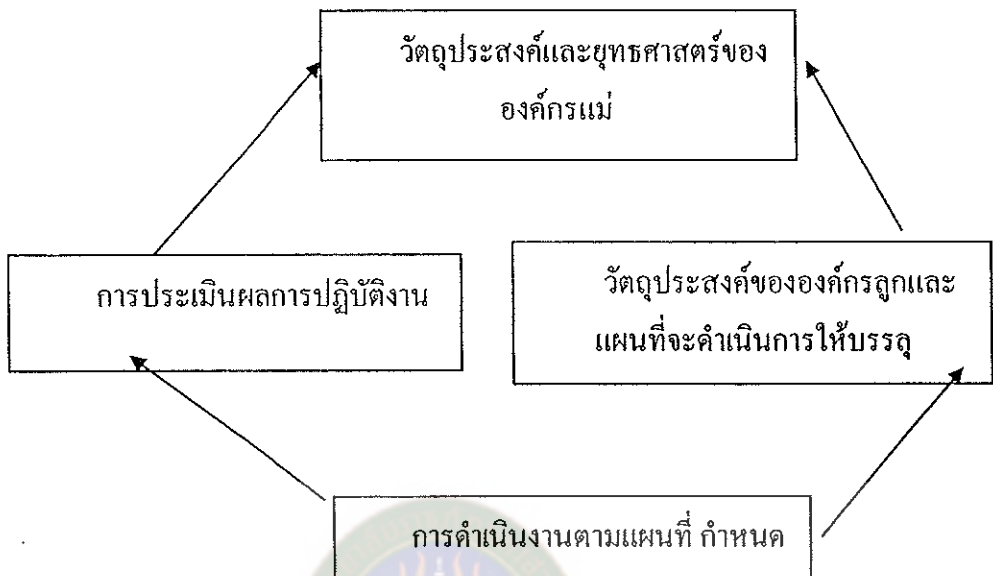 วัตถุประสงค์และยุทธศาสตร์ของ
องค์กรแม่
การประเมินผลการปฏิบัติงาน
วัตถุประสงค์ขององค์กรลูกและ
แผนที่จะดำเนินการให้บรรลุ
การดำเนินงานตามแผนที่ กำหนด